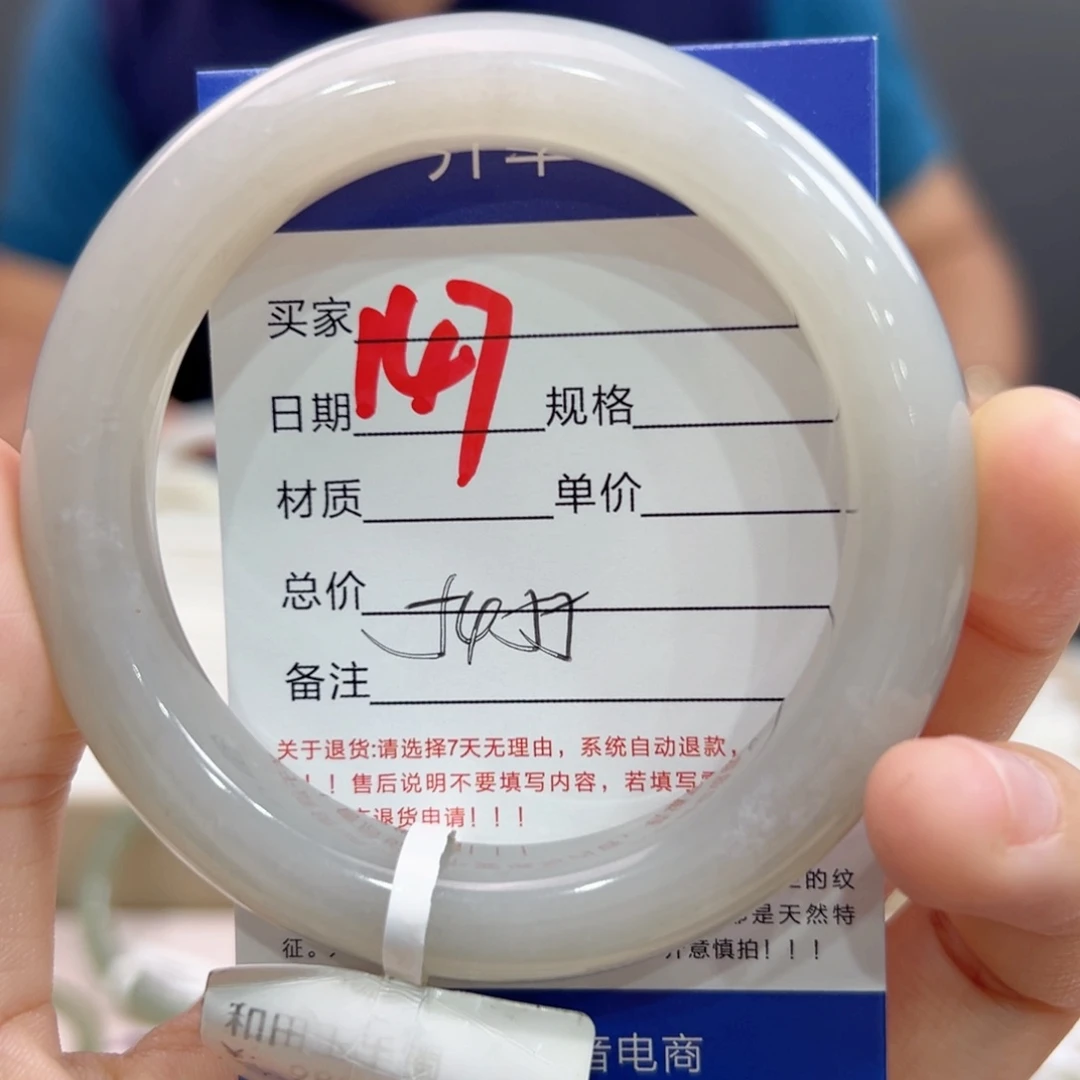 买家
147
日期 规格
材质 单价
总价
备注
关于退货:请选择7天无理由，系统自动退款，
！！售后说明不要填写内容，若填写
退货申请！！！
的纹
是天然特
征。
介意慎拍！！！
和田玉
音电商